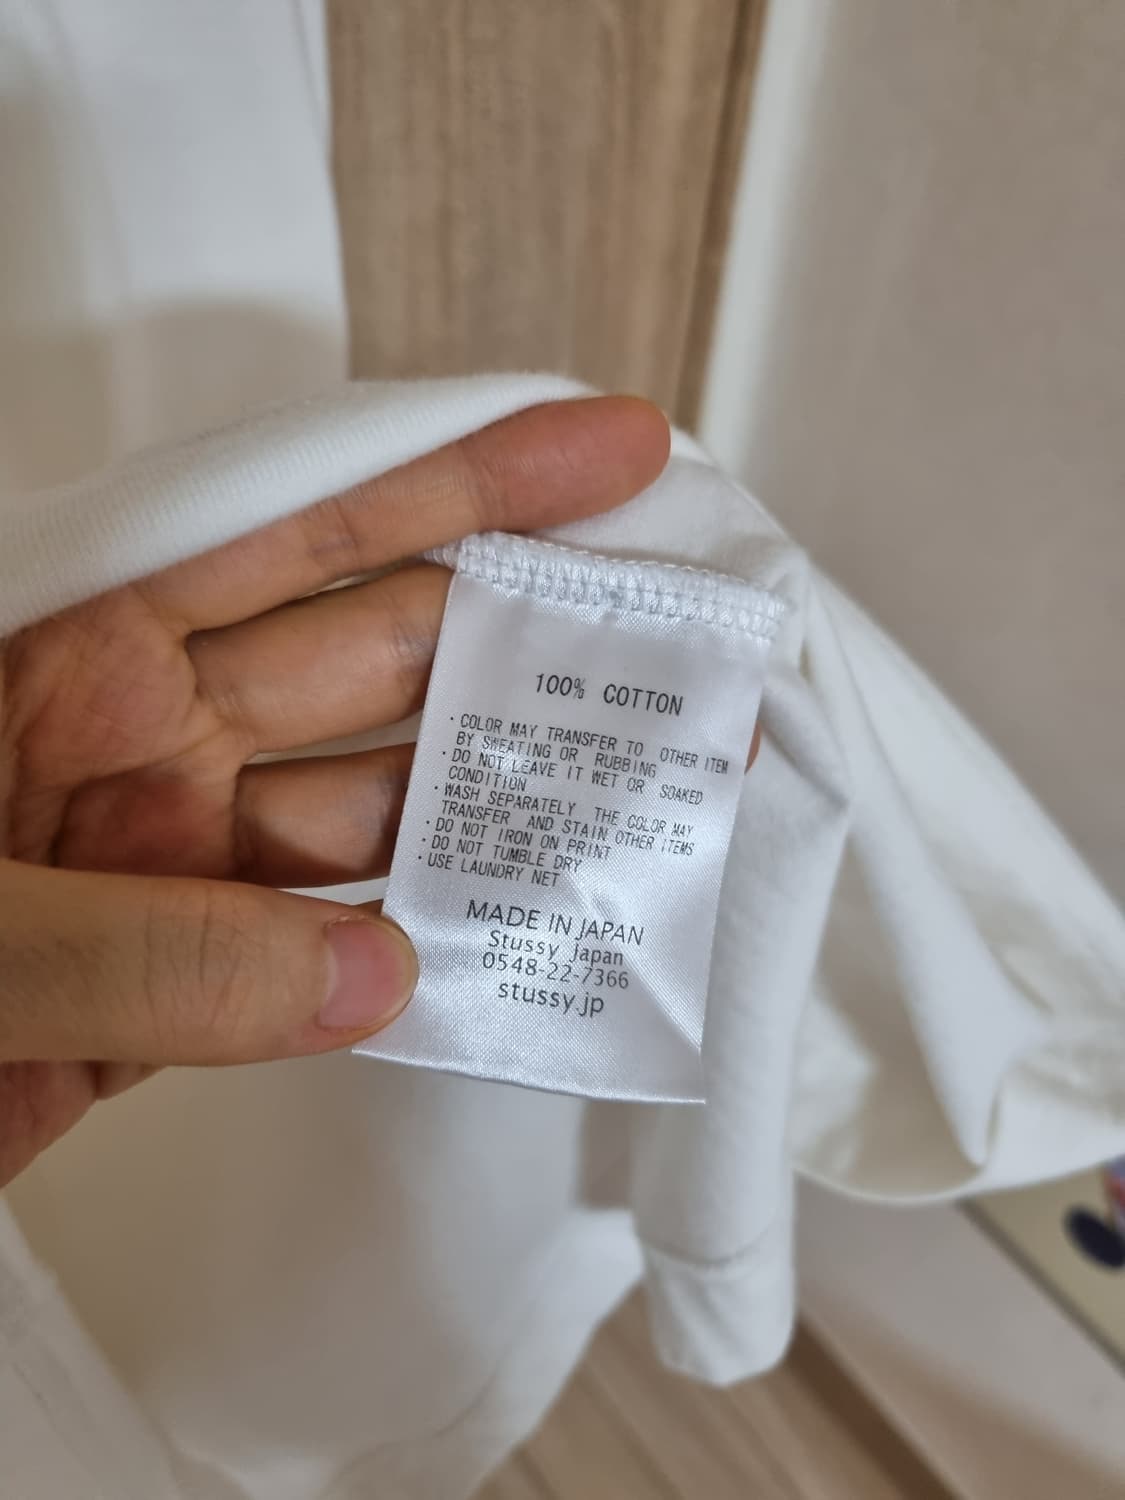 100% COTTON
・COLOR MAY TRANSFER TO OTHER ITEM
BY SWEATING OR RUBBING
・DO NOT LEAVE IT WET OR SOAKED
CONDITION
・WASH SEPARATELY THE COLOR MAY
TRANSFER AND STAIN OTHER ITEMS
・DO NOT IRON ON PRINT
・DO NOT TUMBLE DRY
・USE LAUNDRY NET
MADE IN JAPAN
Stussy Japan
0548-22-7366
stussy.jp